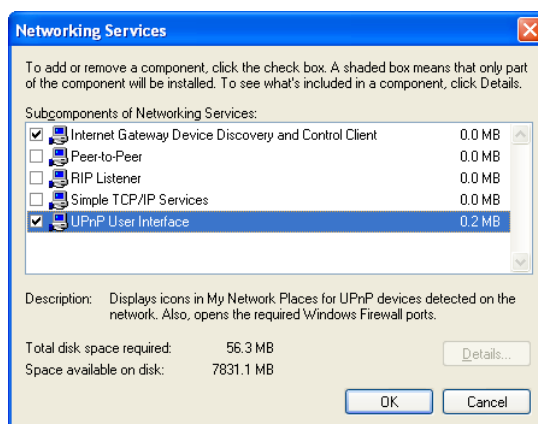 Networking Services
To add or remove a component, click the check box. A shaded box means that only part
of the component will be installed. To see what's included in a component, click Details.
Subcomponents of Networking Services:
Internet Gateway Device Discovery and Control Client 0.0 MB
Peer-to-Peer 0.0 MB
RIP Listener 0.0 MB
Simple TCP/IP Services 0.0 MB
UPnP User Interface 0.2 MB
Description: Displays icons in My Network Places for UPnP devices detected on the
network. Also, opens the required Windows Firewall ports.
Total disk space required: 56.3 MB
Space available on disk: 7831.1 MB
Details...
OK Cancel